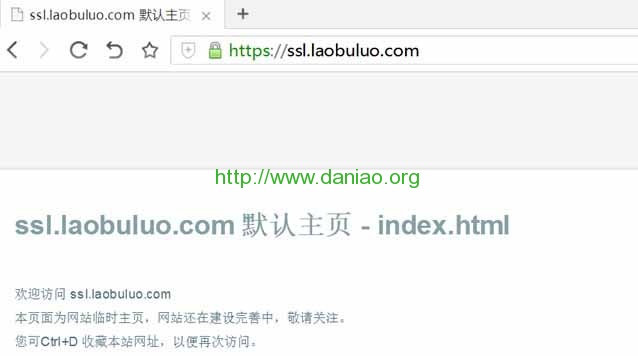 ssl.laobuluo.com 默认主页
https://ssl.laobuluo.com
http://www.daniao.org
ssl.laobuluo.com 默认主页 - index.html
欢迎访问 ssl.laobuluo.com
本页面为网站临时主页，网站还在建设完善中，敬请关注。
您可Ctrl+D 收藏本站网址，以便再次访问。